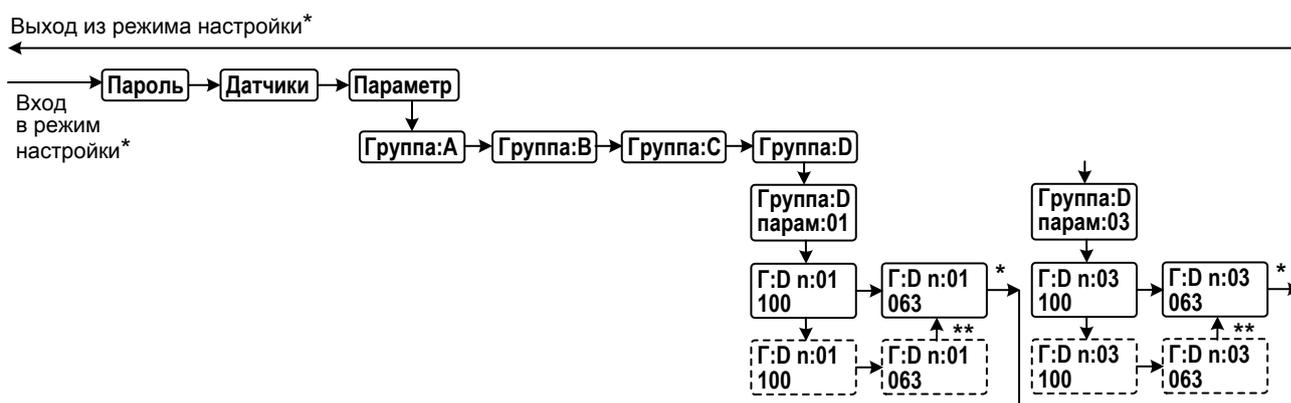 Выход из режима настройки*
Пароль
Датчики
Параметр
Вход
в режим
настройки*
Группа:A
Группа:B
Группа:C
Группа:D
Группа:D
парам:01
Группа:D
парам:03
Г:D n:01
100
Г:D n:01
063
*
Г:D n:03
100
Г:D n:03
063
*
**
**
Г:D n:01
100
Г:D n:01
063
Г:D n:03
100
Г:D n:03
063